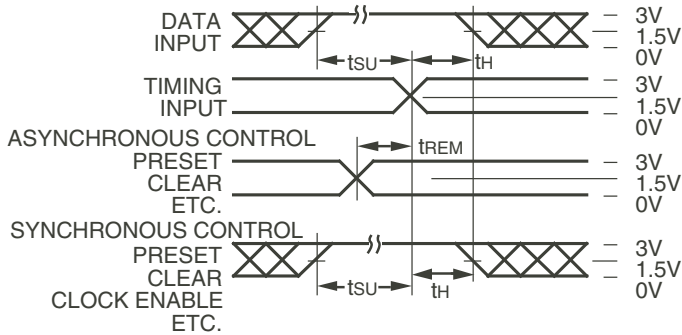 DATA
INPUT
3V
1.5V
0V
tSU
tH
TIMING
INPUT
3V
1.5V
0V
ASYNCHRONOUS CONTROL
tREM
PRESET
CLEAR
ETC.
3V
1.5V
0V
SYNCHRONOUS CONTROL
PRESET
CLEAR
CLOCK ENABLE
ETC.
3V
1.5V
0V
tSU
tH